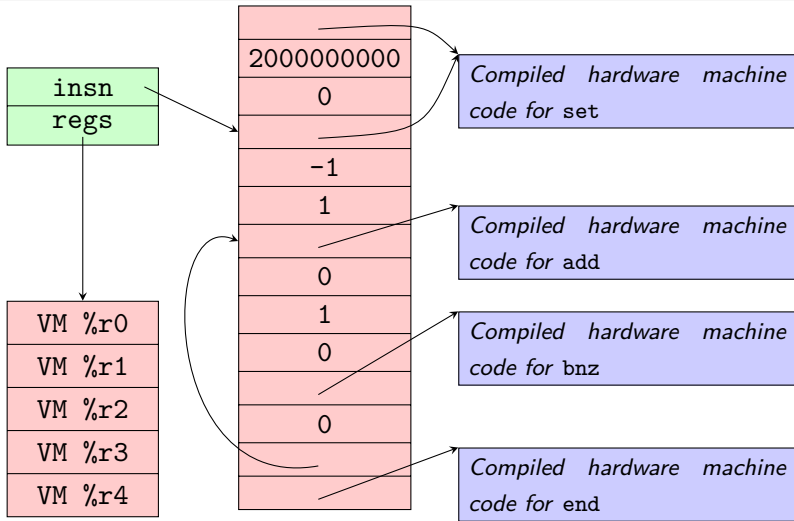 insn
regs
VM %r0
VM %r1
VM %r2
VM %r3
VM %r4
2000000000
0
-1
1
0
1
0
0
Compiled hardware machine
code for set
Compiled hardware machine
code for add
Compiled hardware machine
code for bnz
Compiled hardware machine
code for end